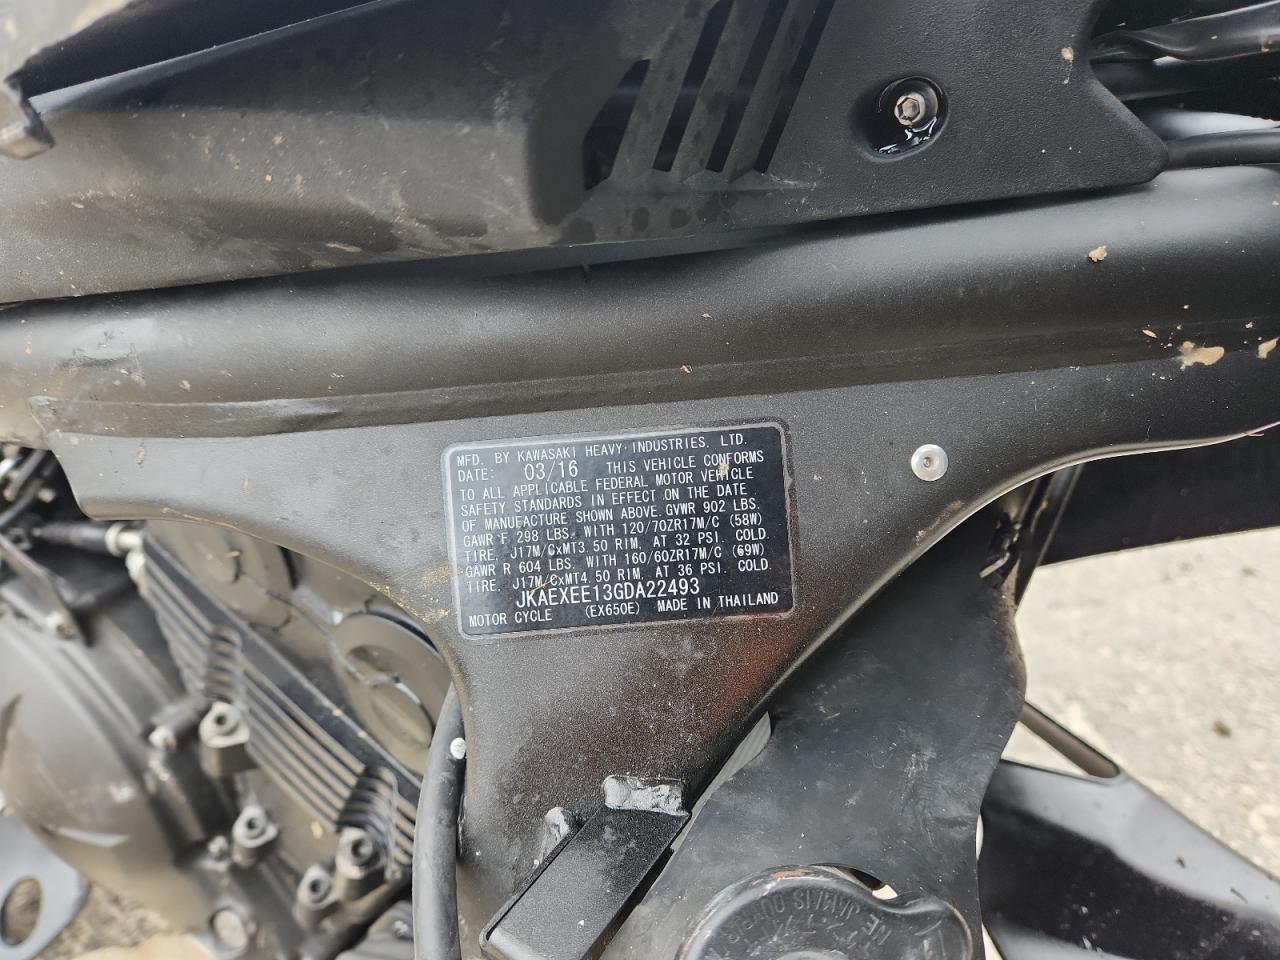 MFD. BY KAWASAKI HEAVY INDUSTRIES, LTD.
DATE: 03/16 THIS VEHICLE CONFORMS
TO ALL APPLICABLE FEDERAL MOTOR VEHICLE
SAFETY STANDARDS IN EFFECT ON THE DATE
OF MANUFACTURE SHOWN ABOVE. GVWR 902 LBS.
GAWR F 298 LBS. WITH 120/70ZR17M/C (58W)
TIRE, J17M/CxMT3.50 RIM, AT 32 PSI. COLD.
GAWR R 604 LBS. WITH 160/60ZR17M/C (69W)
TIRE, J17M/CxMT4.50 RIM, AT 36 PSI. COLD.
JKAEXEE13GDA22493
MOTOR CYCLE (EX650E) MADE IN THAILAND